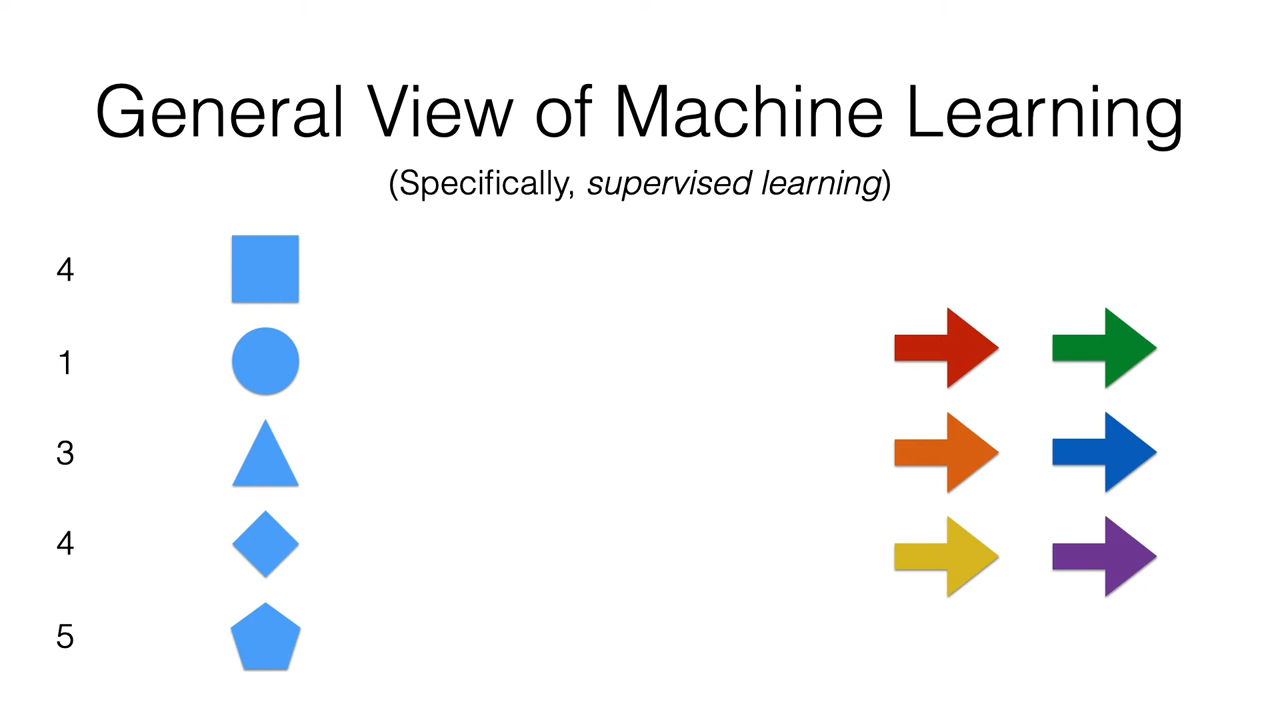 General View of Machine Learning
(Specifically, supervised learning)
4
1
3
4
5